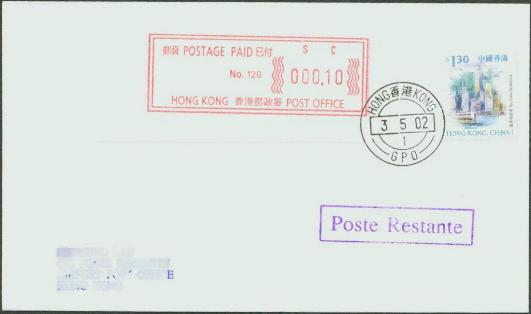 郵資 POSTAGE PAID 已付 S C
No. 120 000,10
HONG KONG 香港郵政署 POST OFFICE
$1.30 中國香港
HONG KONG, CHINA
HONG 香港 KONG
3 5 02
1
GPO
Poste Restante